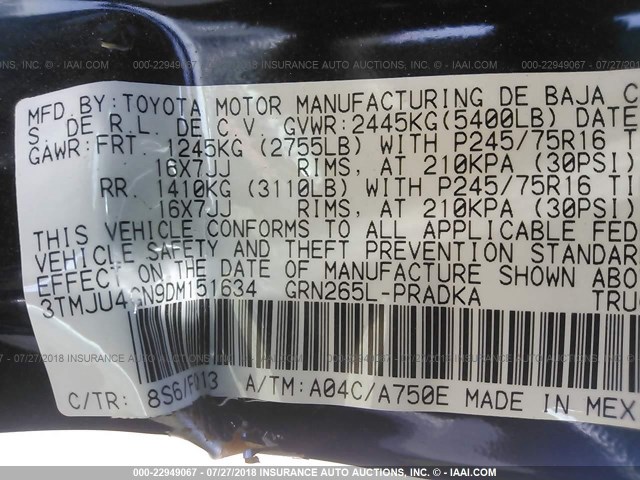 000-22949067 - 07/27/2018 INSURANCE AUTO AUCTIONS, INC. © - IAAI.COM
MFD BY: TOYOTA MOTOR MANUFACTURING DE BAJA C
S. DE R.L. DE C.V. GVWR:2445KG(5400LB) DATE
GAWR:FRT. 1245KG (2755LB) WITH P245/75R16 TI
16X7JJ RIMS, AT 210KPA (30PSI)
RR. 1410KG (3110LB) WITH P245/75R16 TI
16X7JJ RIMS, AT 210KPA (30PSI)
THIS VEHICLE CONFORMS TO ALL APPLICABLE FED
VEHICLE SAFETY AND THEFT PREVENTION STANDAR
EFFECT ON THE DATE OF MANUFACTURE SHOWN ABO
GRN265L-PRADKA TRU
C/TR: A/TM:A04C/A750E MADE IN MEX
000-22949067 - 07/27/2018 INSURANCE AUTO AUCTIONS, INC. © - IAAI.COM